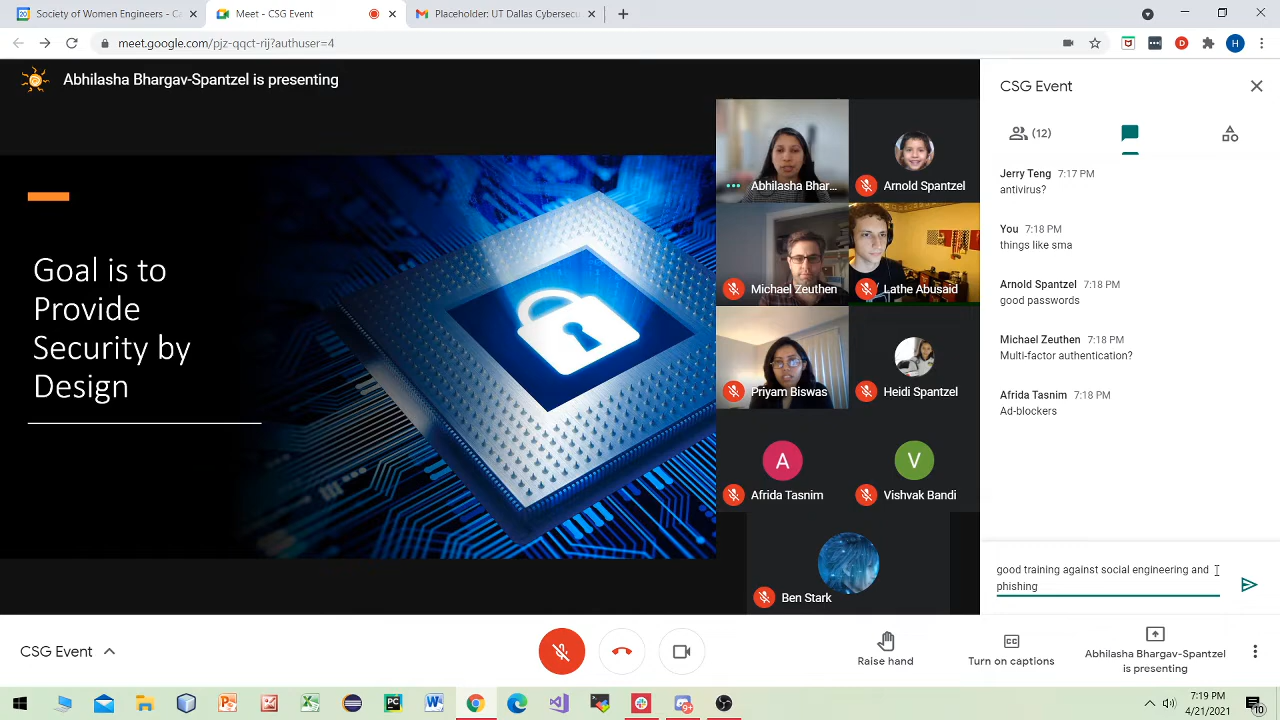 Society of Women Engineers - Ca
Meet - CSG Event
Placeholder: UT Dallas Cybersecu
meet.google.com/pjz-qqct-rij?authuser=4
D
H
Abhilasha Bhargav-Spantzel is presenting
Goal is to
Provide
Security by
Design
Abhilasha Bhar...
Arnold Spantzel
Michael Zeuthen
Lathe Abusaid
Priyam Biswas
Heidi Spantzel
A
Afrida Tasnim
V
Vishvak Bandi
Ben Stark
CSG Event
(12)
Jerry Teng 7:17 PM
antivirus?
You 7:18 PM
things like sma
Arnold Spantzel 7:18 PM
good passwords
Michael Zeuthen 7:18 PM
Multi-factor authentication?
Afrida Tasnim 7:18 PM
Ad-blockers
good training against social engineering and
phishing
CSG Event
Raise hand
CC
Turn on captions
Abhilasha Bhargav-Spantzel
is presenting
PC
W
9+
7:19 PM
4/21/2021
10